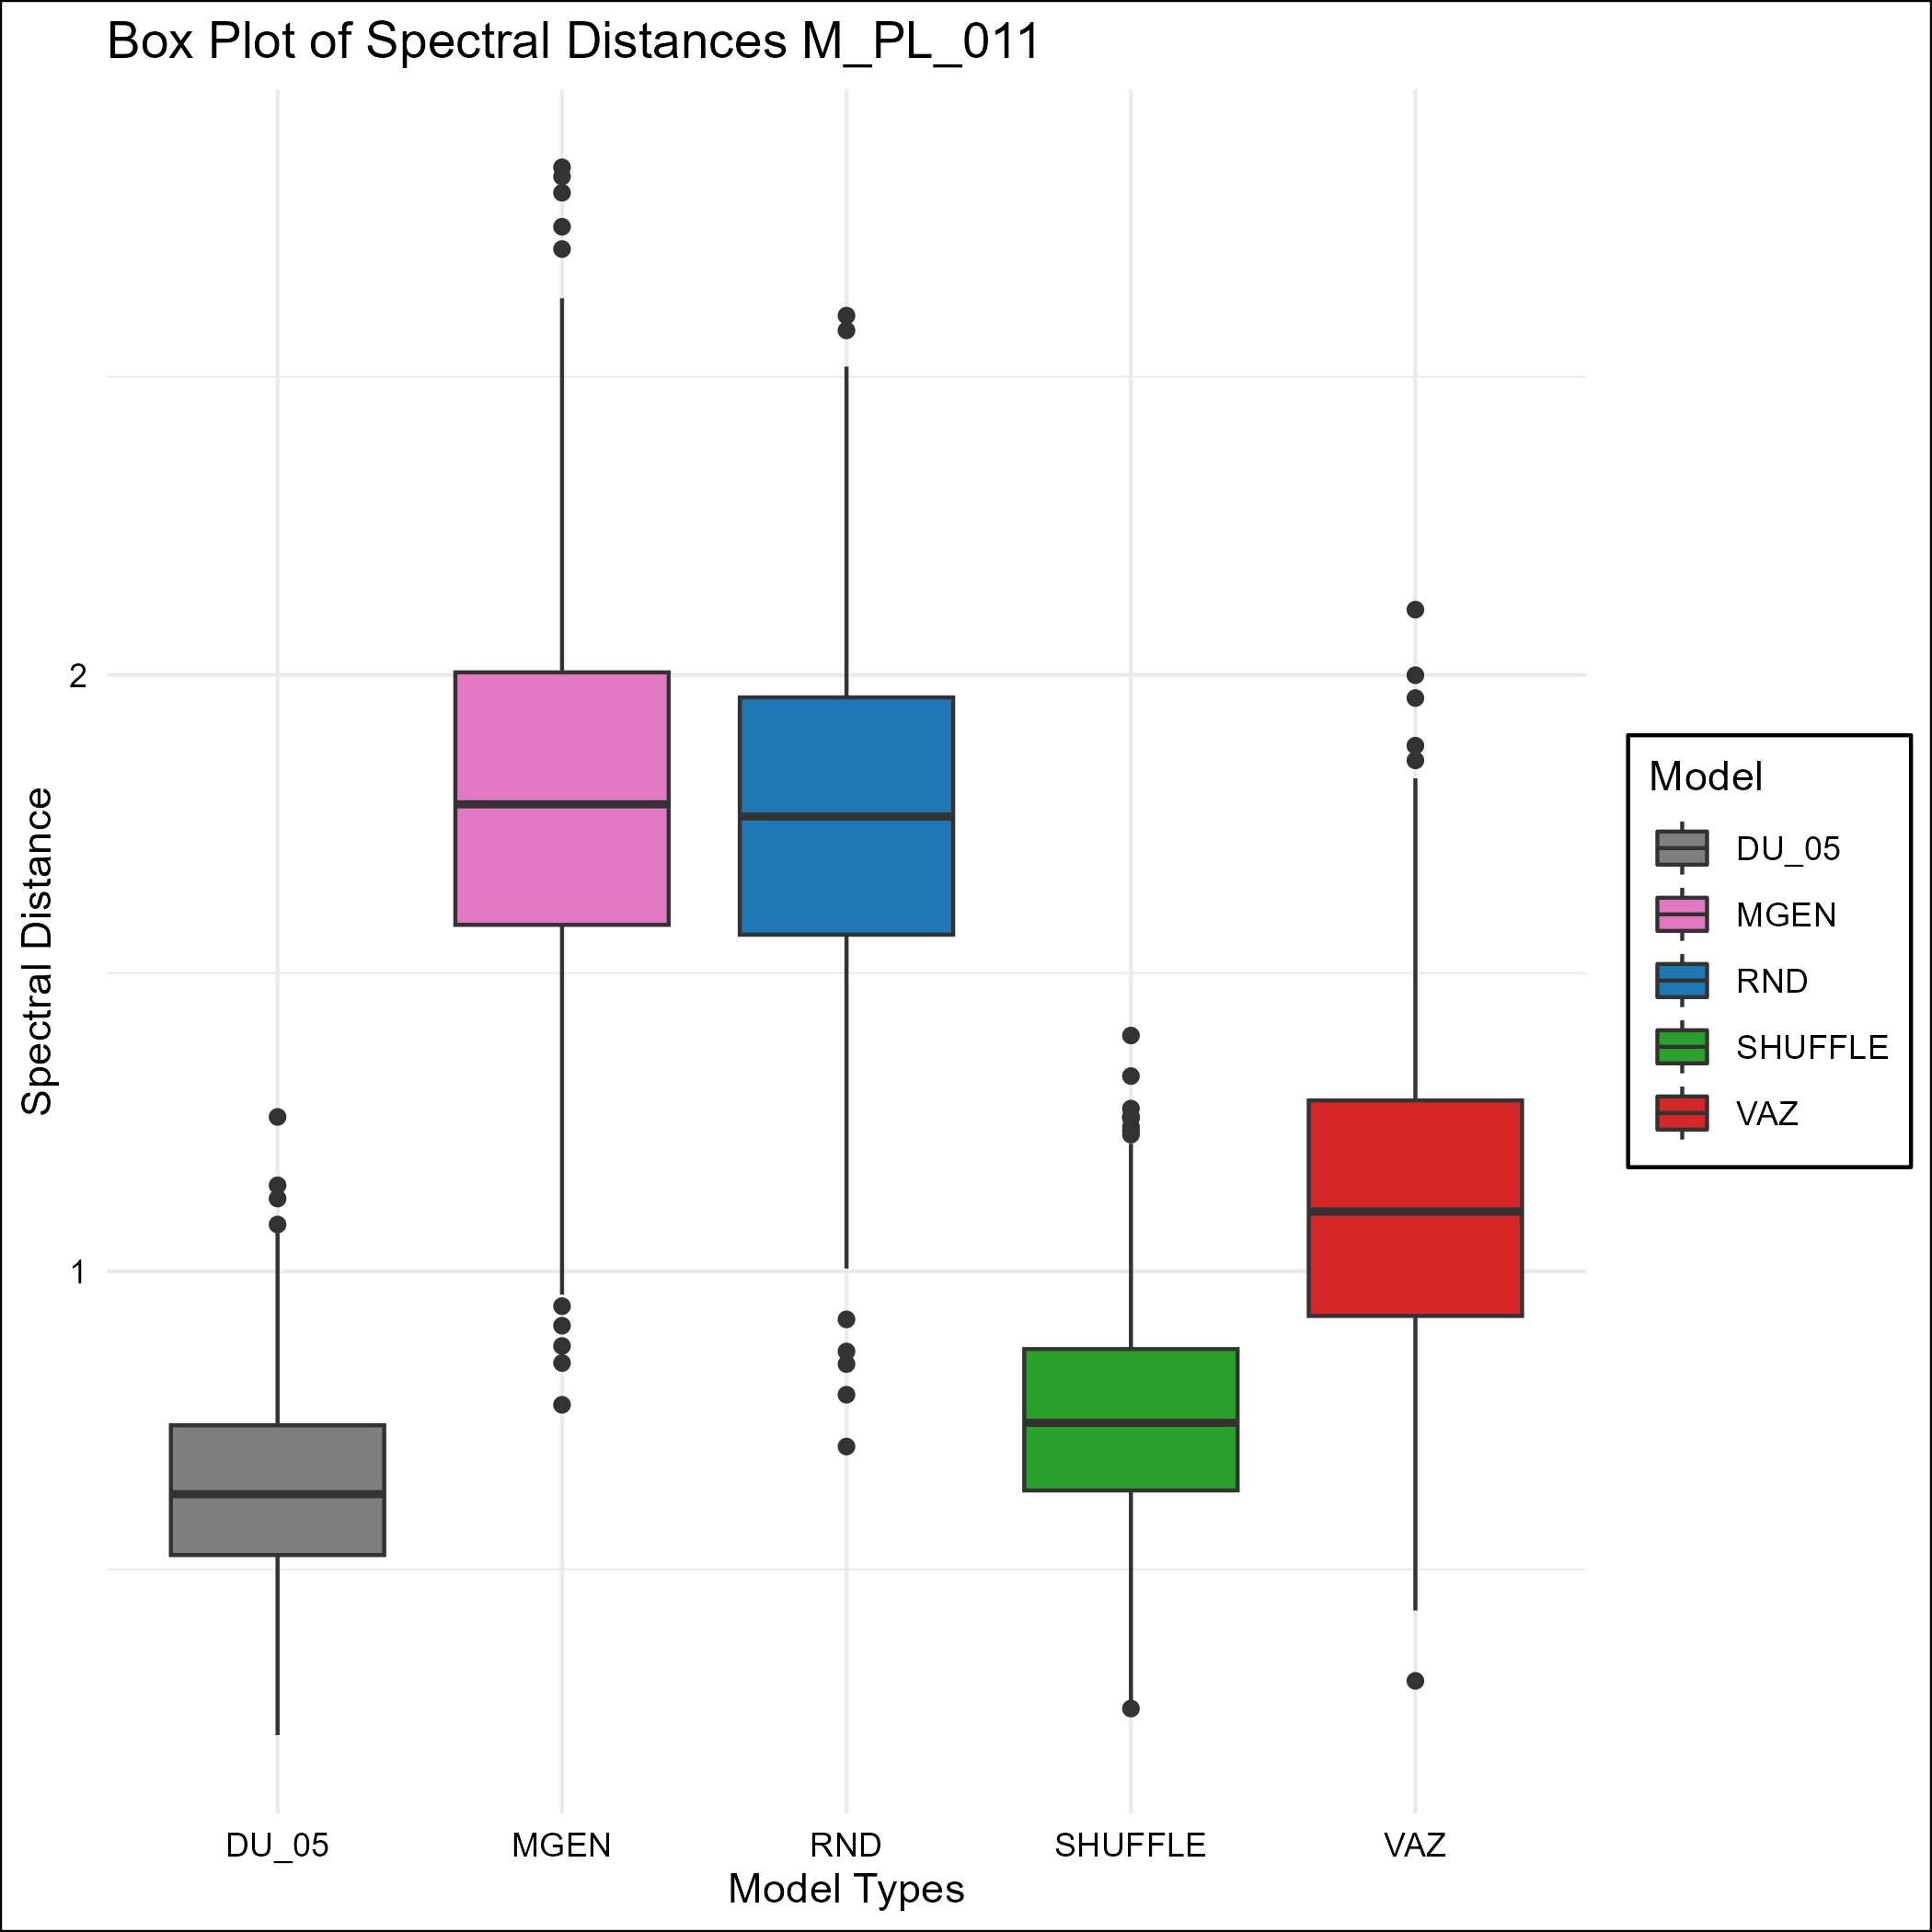 Box Plot of Spectral Distances M_PL_011
Spectral Distance
2
1
DU_05
MGEN
RND
SHUFFLE
VAZ
Model Types
Model
DU_05
MGEN
RND
SHUFFLE
VAZ